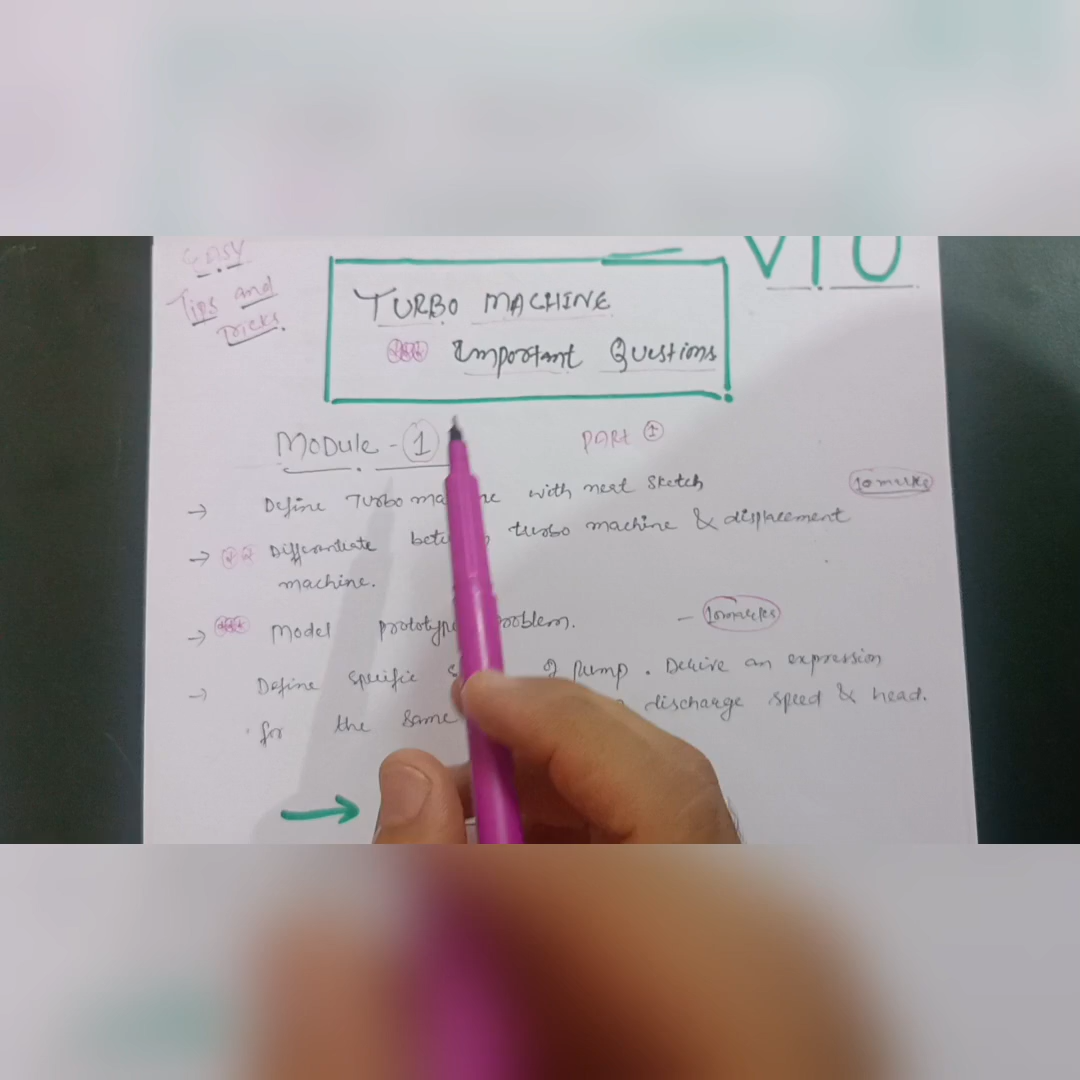 Easy
Tips and
Tricks.
VTU
TURBO MACHINE
Important Questions
Module - 1
PART 1
→ Define Turbo ma ne with neat sketch
10 marks
→ Differentiate bet turbo machine & displacement
machine.
→ Model prototype roblem. - 10 marks
→ Define specific of pump. Derive an expression
for the same discharge speed & head.